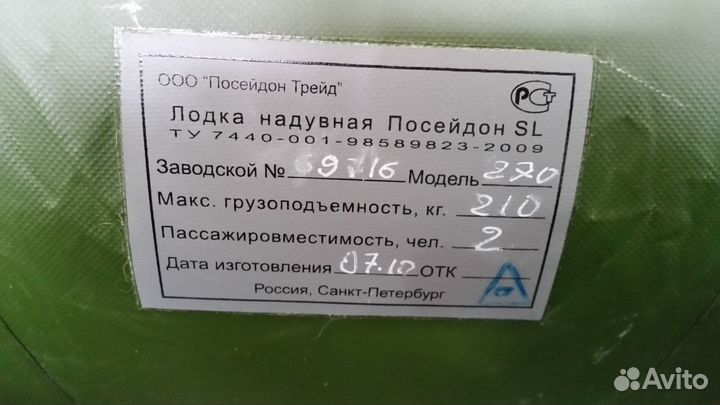 ООО "Посейдон Трейд"
РСТ
Лодка надувная Посейдон SL
ТУ 7440-001-98589823-2009
Заводской № 69716 Модель 270
Макс. грузоподъемность, кг. 210
Пассажировместимость, чел. 2
Дата изготовления 07.10 ОТК
Россия, Санкт-Петербург
Avito